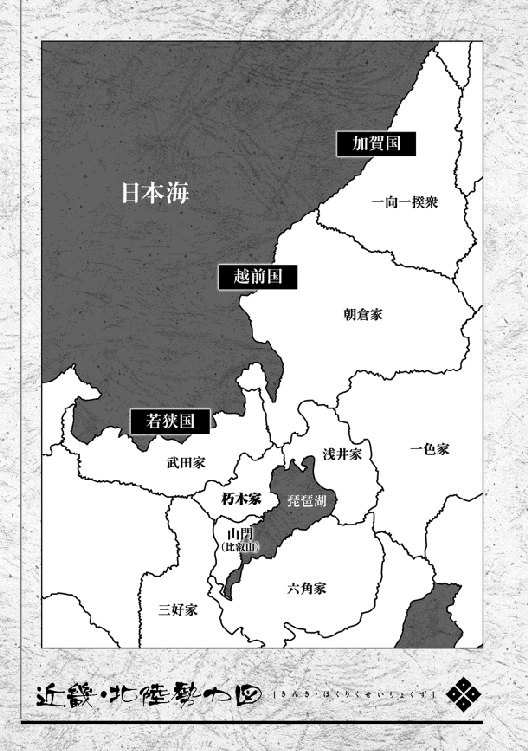 加賀国
日本海
一向一揆衆
越前国
朝倉家
若狭国
武田家
浅井家
一色家
朽木家
琵琶湖
山門
(比叡山)
六角家
三好家
近畿・北陸勢力図
[きんき・ほくりくせいりょくず]